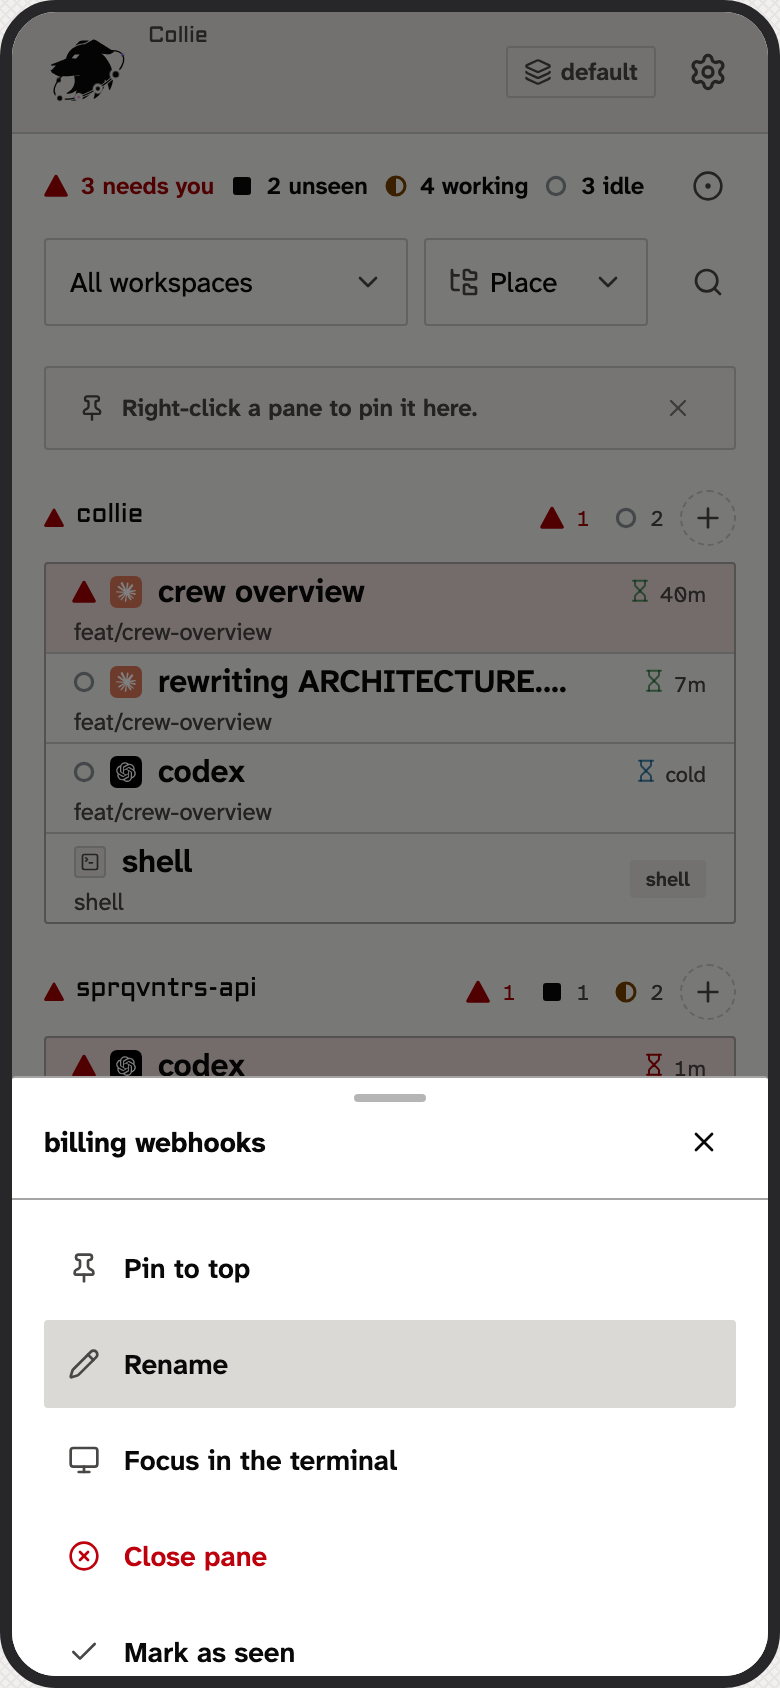 Collie
default
3 needs you 2 unseen 4 working 3 idle
All workspaces Place
Right-click a pane to pin it here.
collie 1 2
crew overview 40m
feat/crew-overview
rewriting ARCHITECTURE.... 7m
feat/crew-overview
codex cold
feat/crew-overview
shell
shell shell
sprqvntrs-api 1 1 2
codex 1m
billing webhooks
Pin to top
Rename
Focus in the terminal
Close pane
Mark as seen